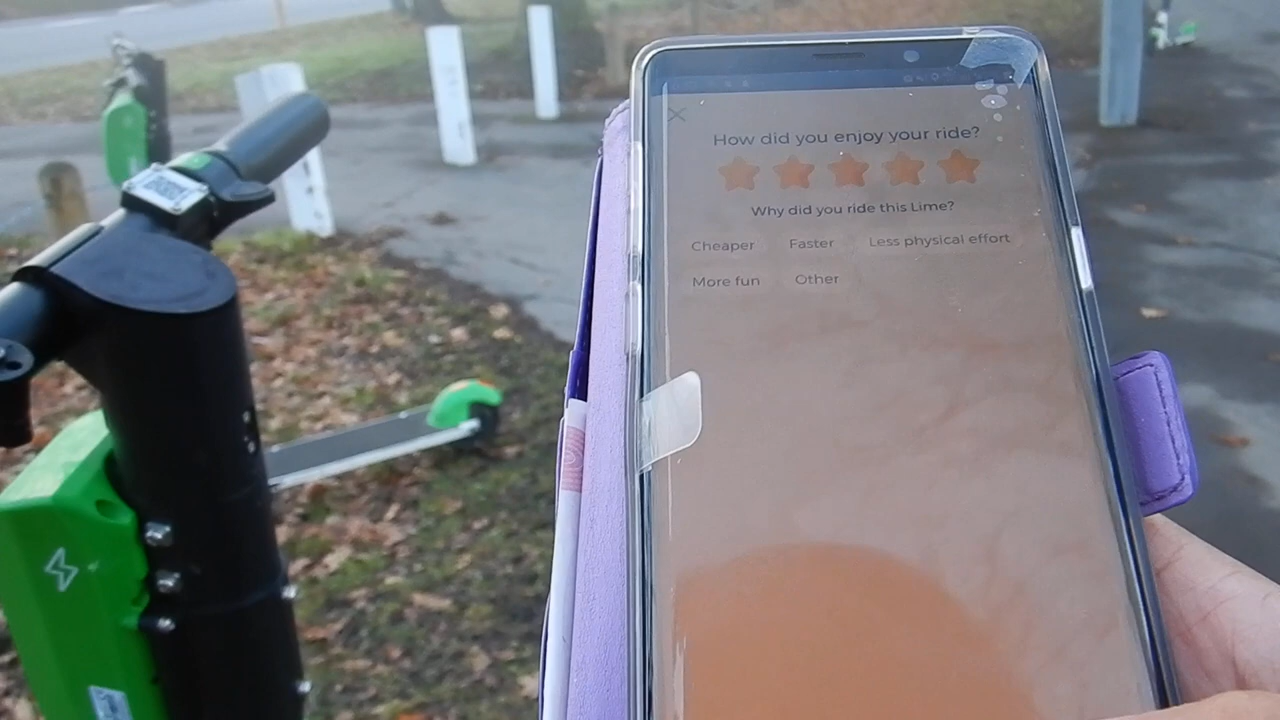 How did you enjoy your ride?
Why did you ride this Lime?
Cheaper Faster Less physical effort
More fun Other